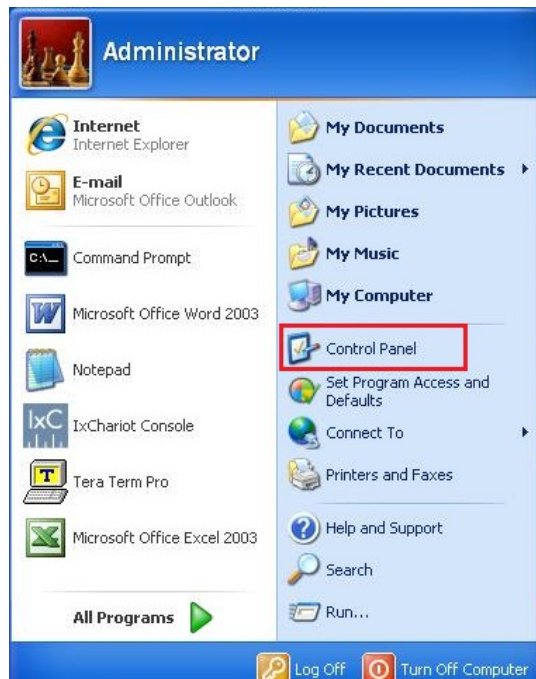 Administrator
Internet
Internet Explorer
E-mail
Microsoft Office Outlook
C:\_
Command Prompt
Microsoft Office Word 2003
Notepad
IxC
IxChariot Console
T
Tera Term Pro
Microsoft Office Excel 2003
All Programs
My Documents
My Recent Documents
My Pictures
My Music
My Computer
Control Panel
Set Program Access and
Defaults
Connect To
Printers and Faxes
Help and Support
Search
Run...
Log Off
Turn Off Computer